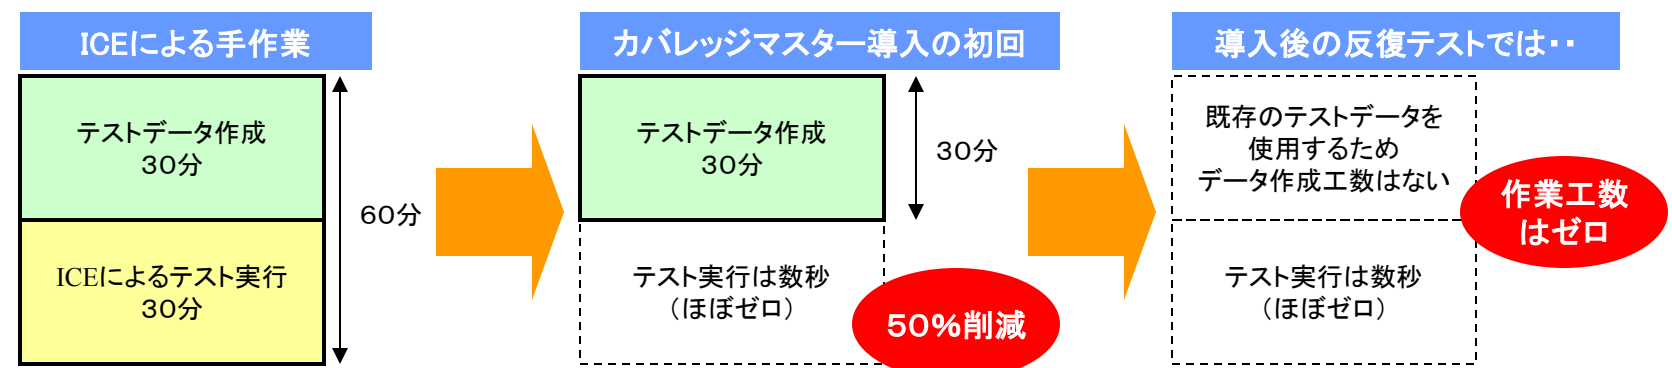 ICEによる手作業
テストデータ作成
30分
ICEによるテスト実行
30分
60分
カバレッジマスター導入の初回
テストデータ作成
30分
30分
テスト実行は数秒
（ほぼゼロ）
50%削減
導入後の反復テストでは・・
既存のテストデータを
使用するため
データ作成工数はない
作業工数
はゼロ
テスト実行は数秒
（ほぼゼロ）